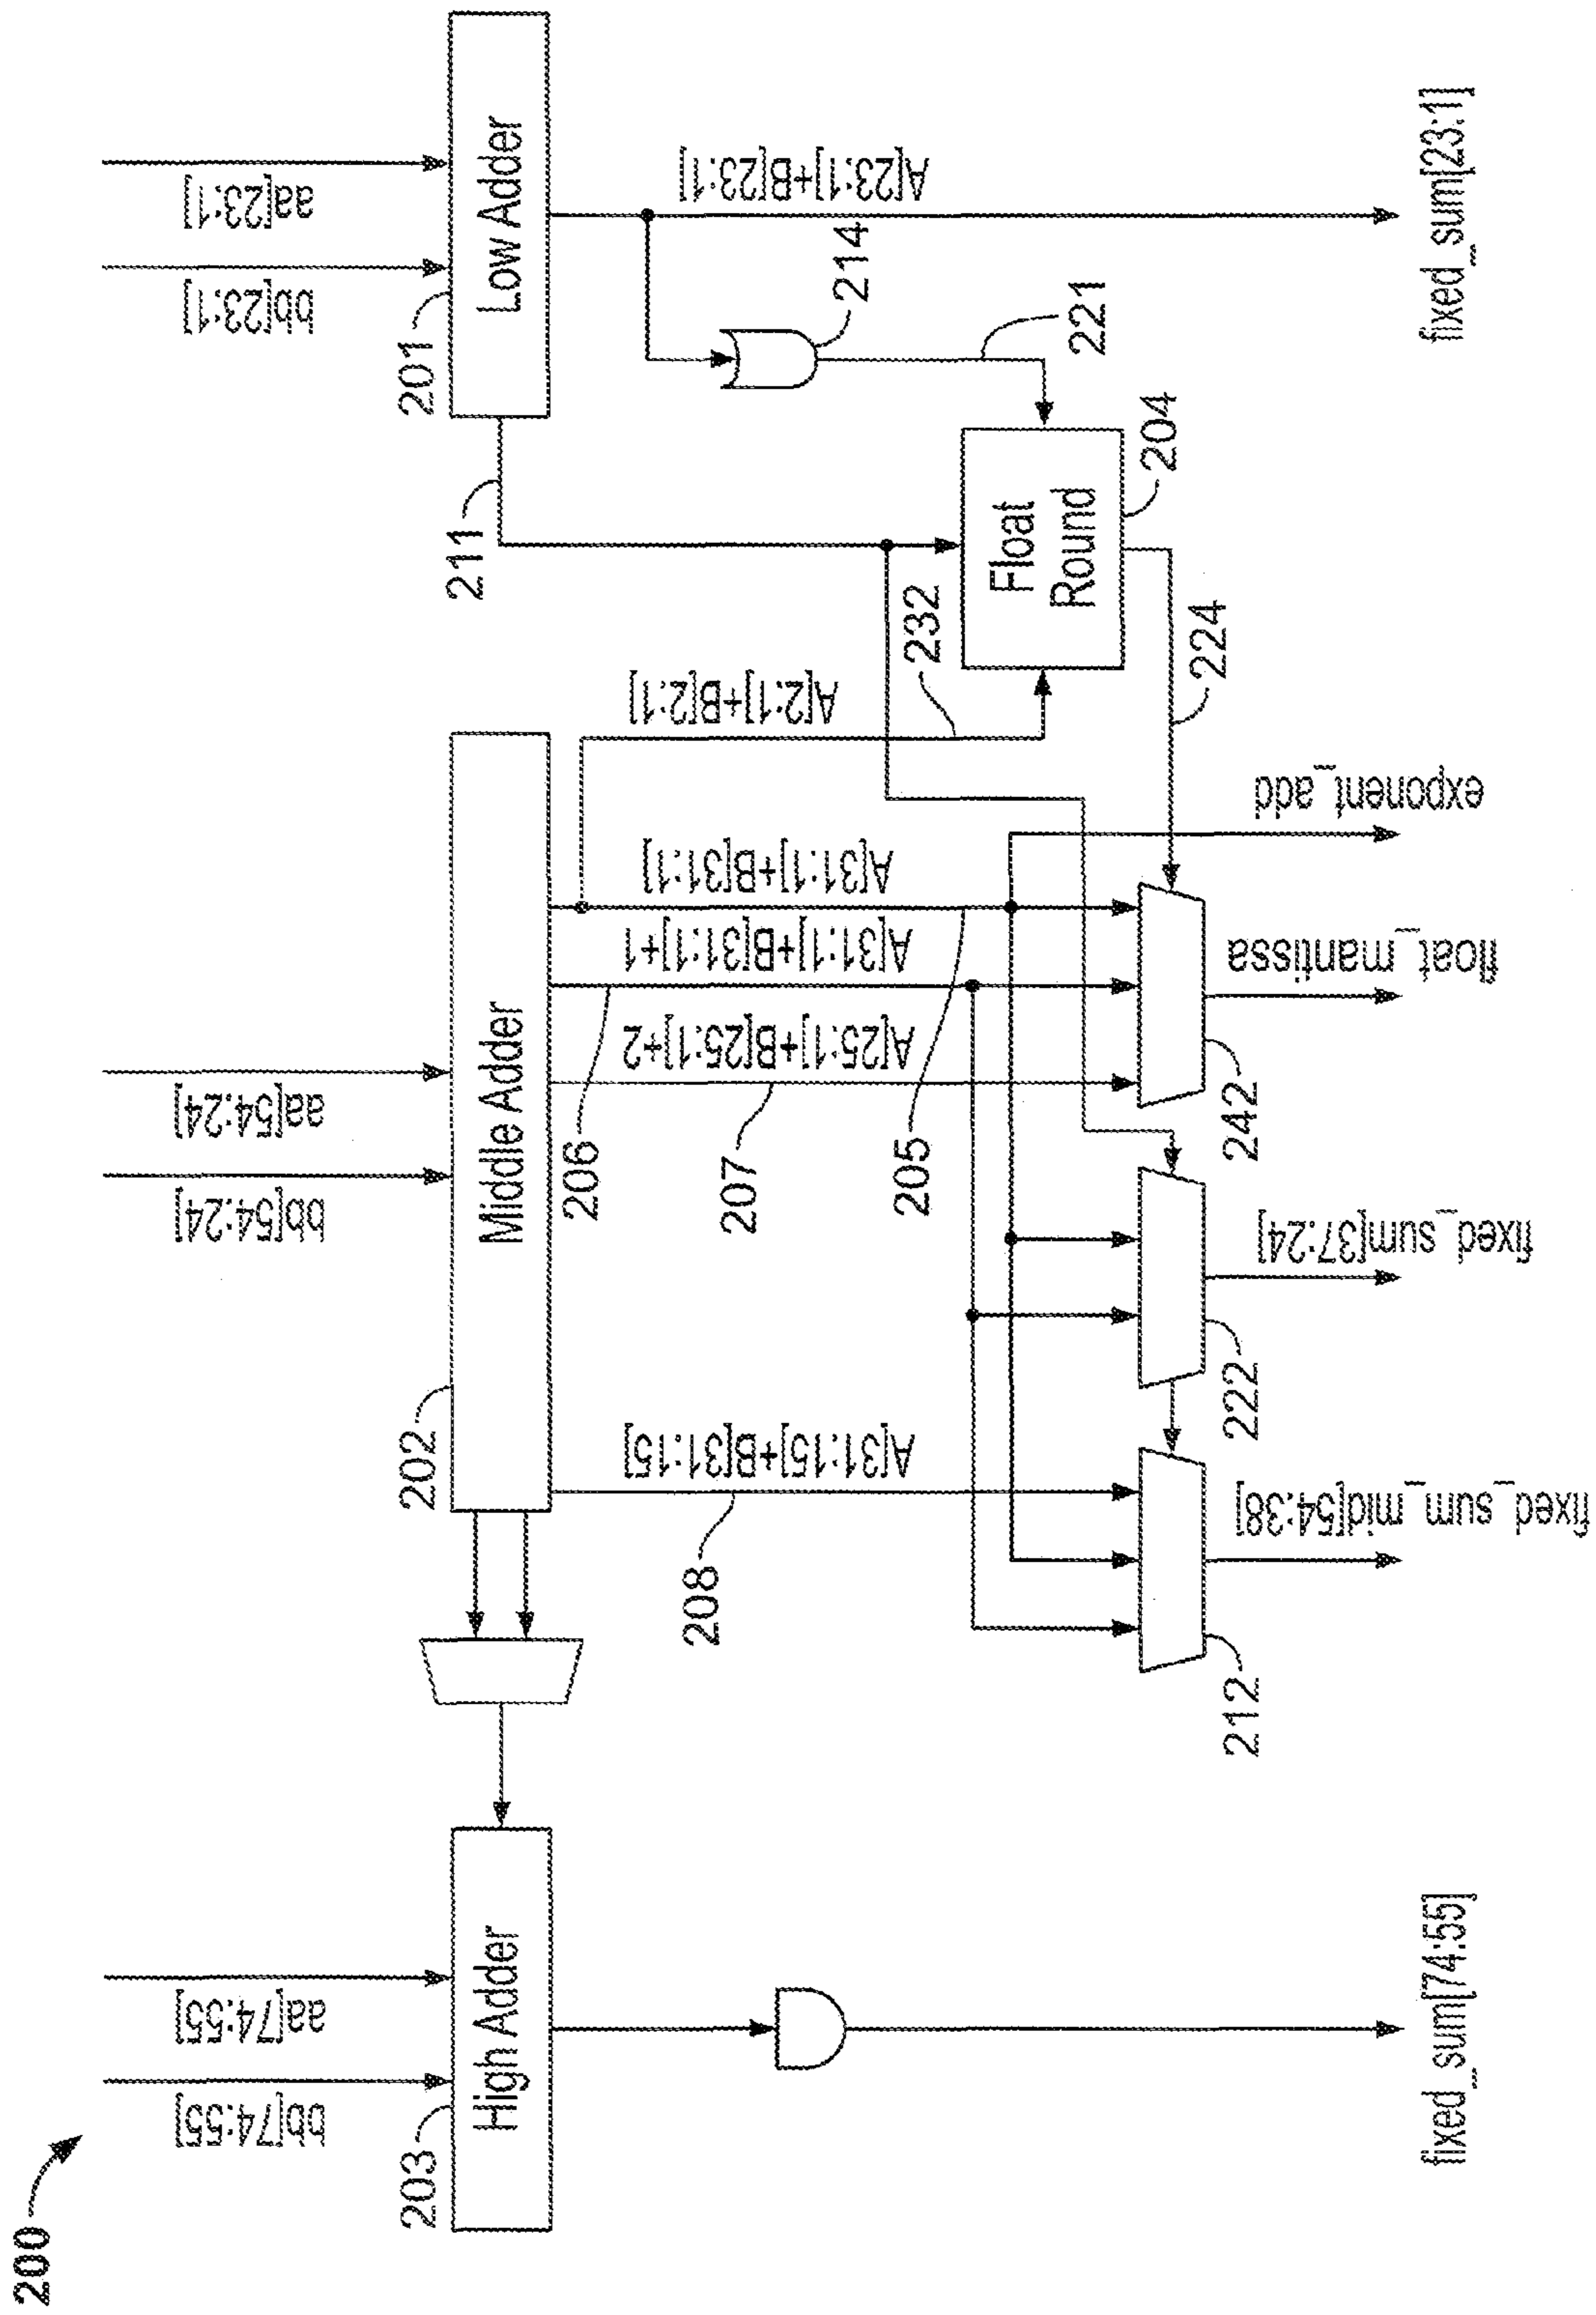 200
bb[74:55]
aa[74:55]
bb[54:24]
aa[54:24]
bb[23:1]
aa[23:1]
203
High Adder
202
Middle Adder
201
Low Adder
211
208
A[31:15]+B[31:15]
207
A[25:1]+B[25:1]+2
206
A[31:1]+B[31:1]+1
205
A[31:1]+B[31:1]
A[2:1]+B[2:1]
232
214
A[23:1]+B[23:1]
221
Float
Round
204
224
212
222
242
fixed_sum[74:55]
fixed_sum_mid[54:38]
fixed_sum[37:24]
float_mantissa
exponent_add
fixed_sum[23:1]